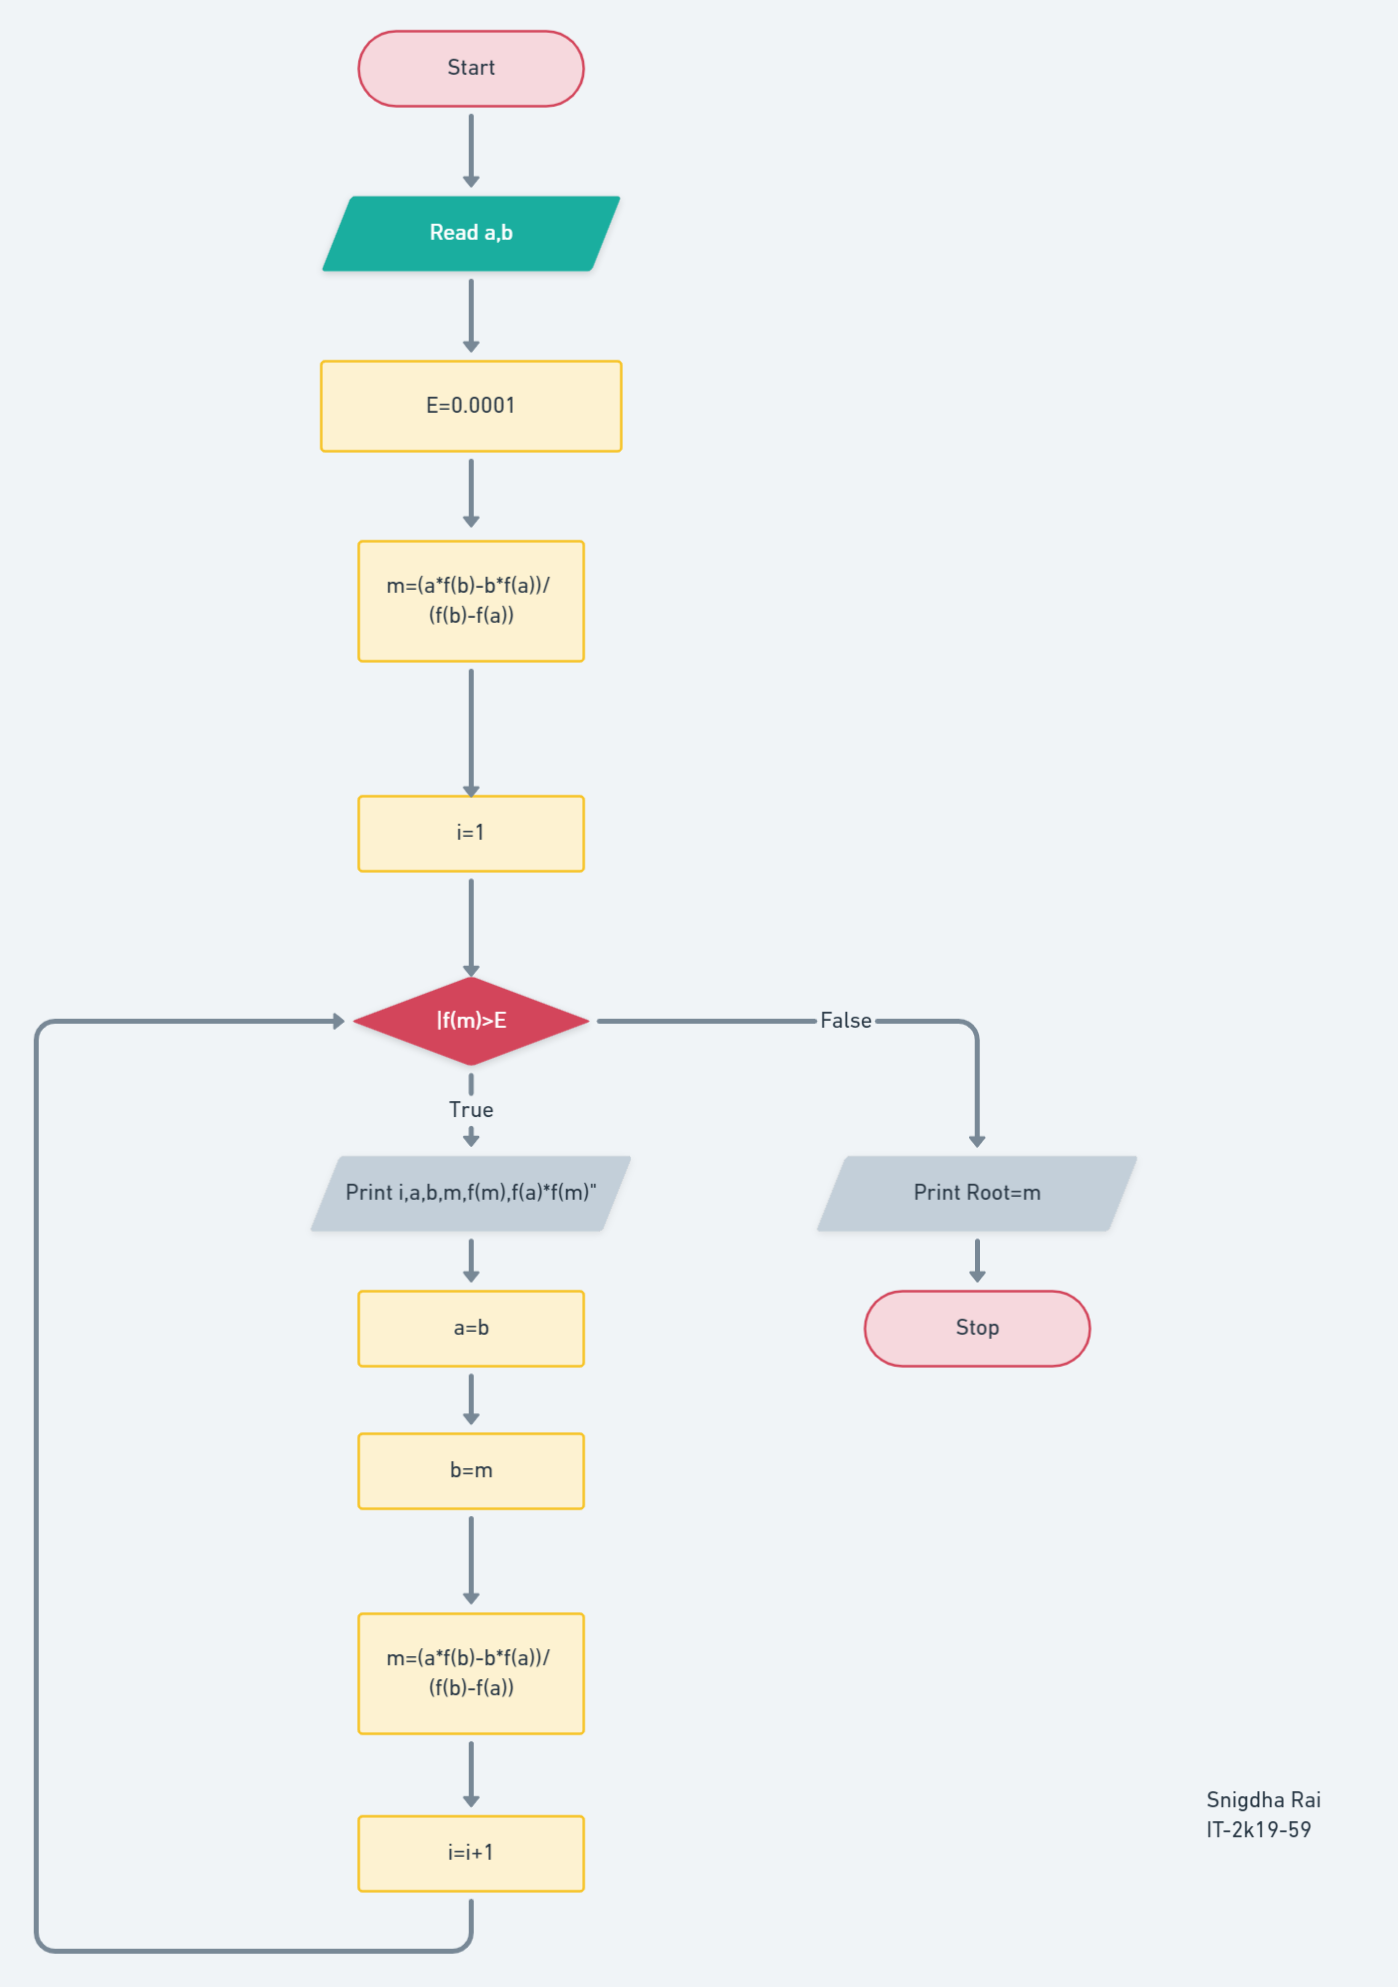 Start
Read a,b
E=0.0001
m=(a*f(b)-b*f(a))/
(f(b)-f(a))
i=1
|f(m)>E
False
True
Print i,a,b,m,f(m),f(a)*f(m)"
Print Root=m
a=b
Stop
b=m
m=(a*f(b)-b*f(a))/
(f(b)-f(a))
Snigdha Rai
IT-2k19-59
i=i+1